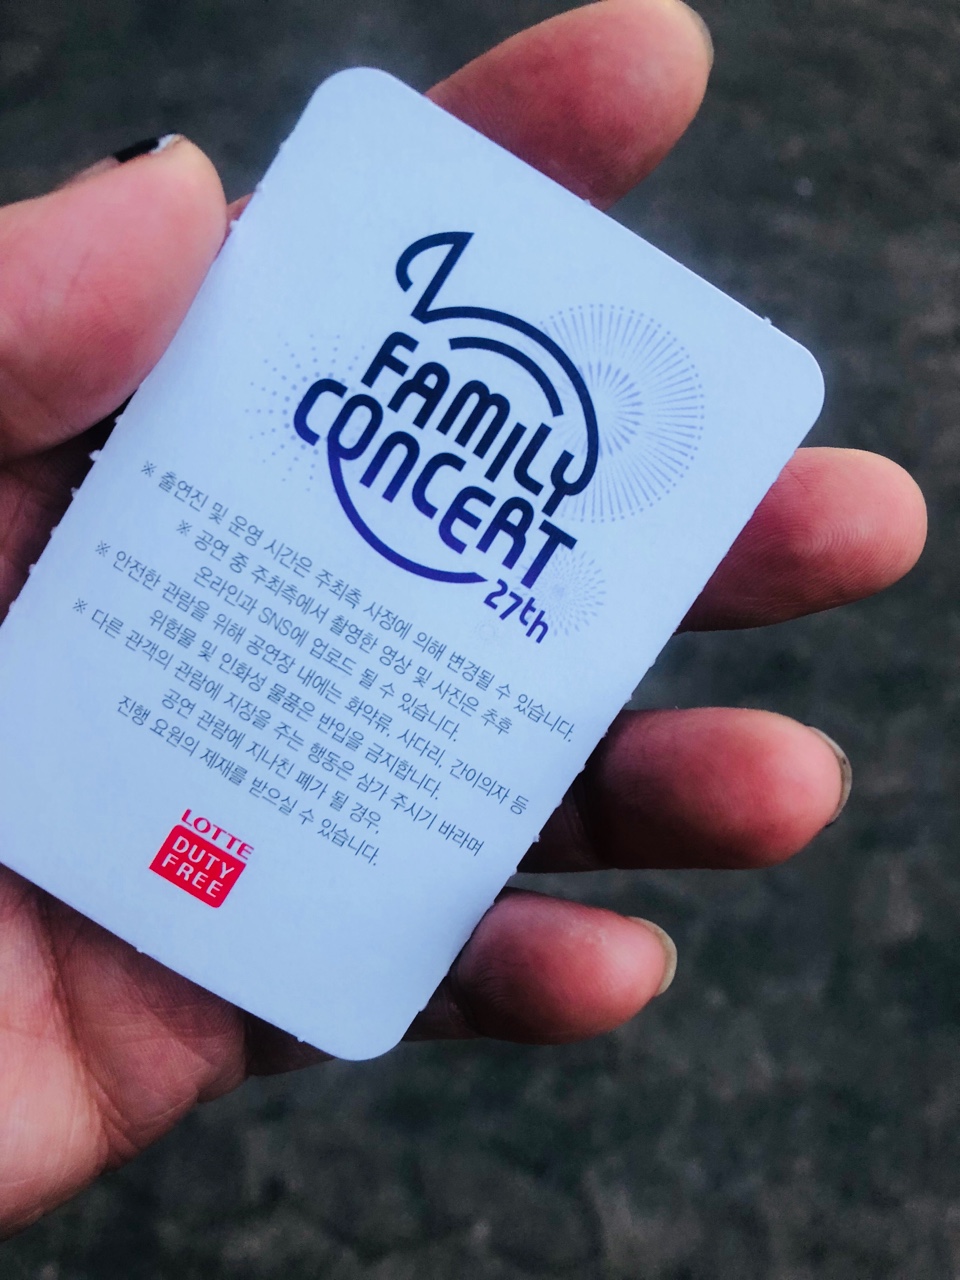 FAMILY
CONCERT
27th
※ 출연진 및 운영 시간은 주최측 사정에 의해 변경될 수 있습니다.
※ 공연 중 주최측에서 촬영한 영상 및 사진은 추후
온라인과 SNS에 업로드 될 수 있습니다.
※ 안전한 관람을 위해 공연장 내에는 화약류, 사다리, 간이의자 등
위험물 및 인화성 물품은 반입을 금지합니다.
※ 다른 관객의 관람에 지장을 주는 행동은 삼가 주시기 바라며
공연 관람에 지나친 폐가 될 경우,
진행 요원의 제재를 받으실 수 있습니다.
LOTTE
DUTY
FREE